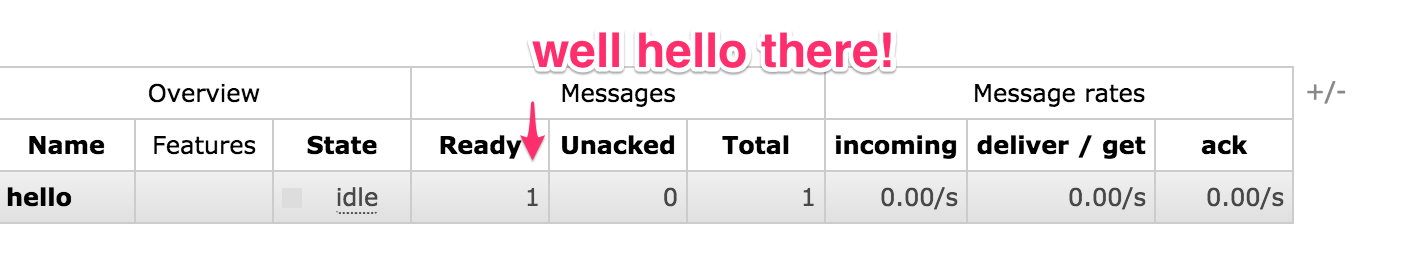 well hello there!
Overview Messages Message rates +/-
Name Features State Ready Unacked Total incoming deliver / get ack
hello idle 1 0 1 0.00/s 0.00/s 0.00/s